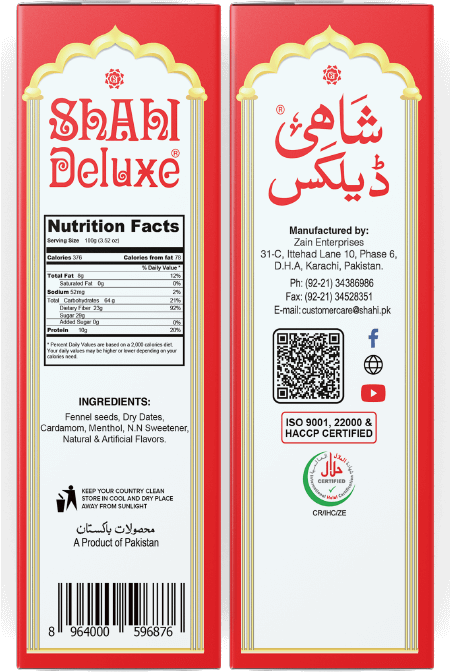 ShAhI
Deluxe®
Nutrition Facts
Serving Size 100g (3.52 oz)
Calories 376 Calories from fat 78
% Daily Value *
Total Fat 8g 12%
Saturated Fat 0g 0%
Sodium 52mg 2%
Total Carbohydrates 64 g 21%
Dietary Fiber 23g 92%
Sugar 29g
Added Sugar 0g 0%
Protein 10g 20%
* Percent Daily Values are based on a 2,000 calories diet.
Your daily values may be higher or lower depending on your
calories need.
INGREDIENTS:
Fennel seeds, Dry Dates,
Cardamom, Menthol, N.N Sweetener,
Natural & Artificial Flavors.
KEEP YOUR COUNTRY CLEAN
STORE IN COOL AND DRY PLACE
AWAY FROM SUNLIGHT
محصولات پاکستان
A Product of Pakistan
8 964000 596876
شاہی®
ڈیلکس
Manufactured by:
Zain Enterprises
31-C, Ittehad Lane 10, Phase 6,
D.H.A, Karachi, Pakistan.
Ph: (92-21) 34386986
Fax: (92-21) 34528351
E-mail: customercare@shahi.pk
ISO 9001, 22000 &
HACCP CERTIFIED
حلال
CERTIFIED
CR/IHC/ZE